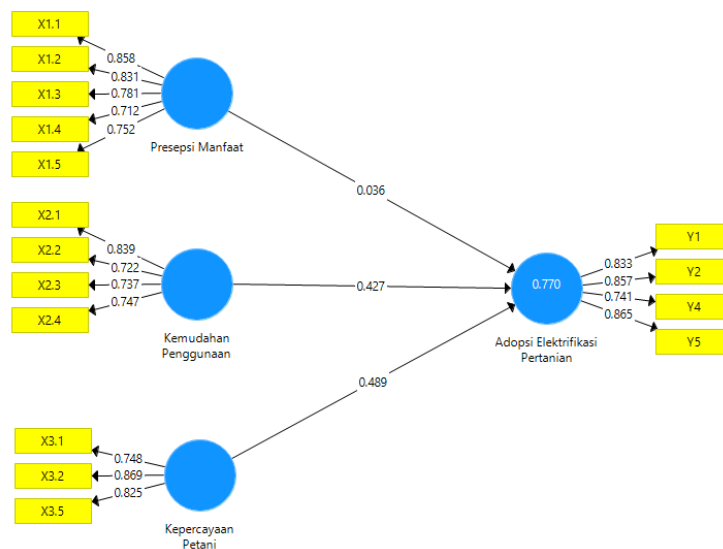 X1.1
X1.2
X1.3
X1.4
X1.5
0.858
0.831
0.781
0.712
0.752
Presepsi Manfaat
0.036
X2.1
X2.2
X2.3
X2.4
0.839
0.722
0.737
0.747
Kemudahan
Penggunaan
0.427
X3.1
X3.2
X3.5
0.748
0.869
0.825
Kepercayaan
Petani
0.489
0.770
Adopsi Elektrifikasi
Pertanian
0.833
0.857
0.741
0.865
Y1
Y2
Y4
Y5